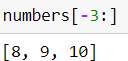 numbers[-3:]
[8, 9, 10]